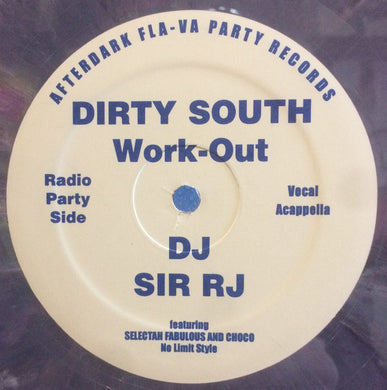 AFTERDARK FLA-VA PARTY RECORDS
DIRTY SOUTH
Work-Out
Radio
Party
Side
Vocal
Acappella
DJ
SIR RJ
featuring
SELECTAH FABULOUS AND CHOCO
No Limit Style